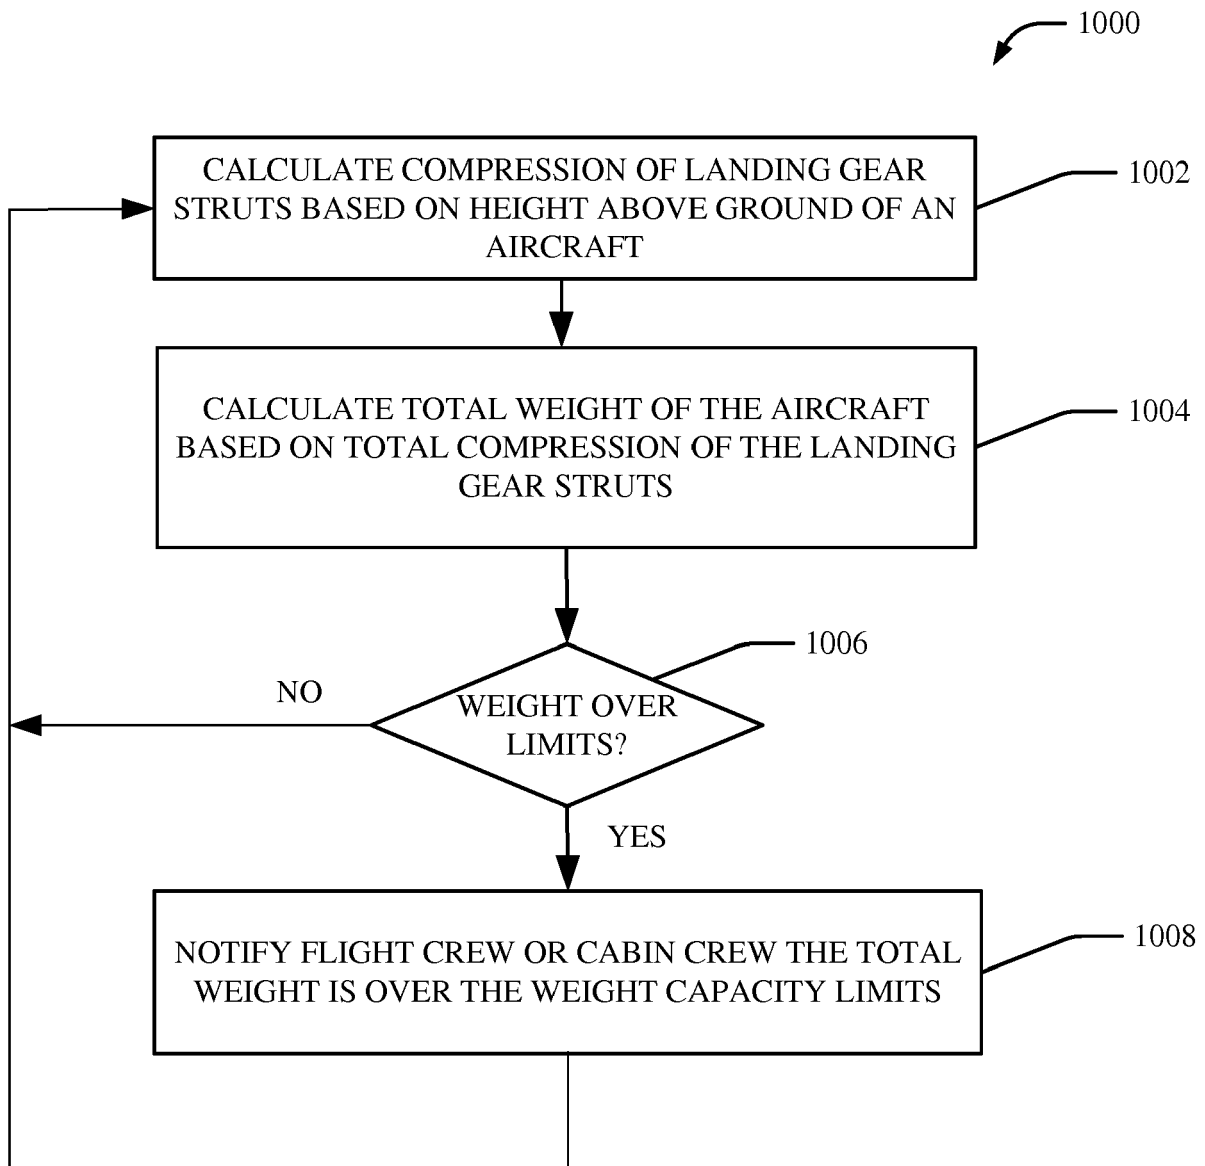 1000
CALCULATE COMPRESSION OF LANDING GEAR
STRUTS BASED ON HEIGHT ABOVE GROUND OF AN
AIRCRAFT
1002
CALCULATE TOTAL WEIGHT OF THE AIRCRAFT
BASED ON TOTAL COMPRESSION OF THE LANDING
GEAR STRUTS
1004
1006
NO
WEIGHT OVER
LIMITS?
YES
NOTIFY FLIGHT CREW OR CABIN CREW THE TOTAL
WEIGHT IS OVER THE WEIGHT CAPACITY LIMITS
1008